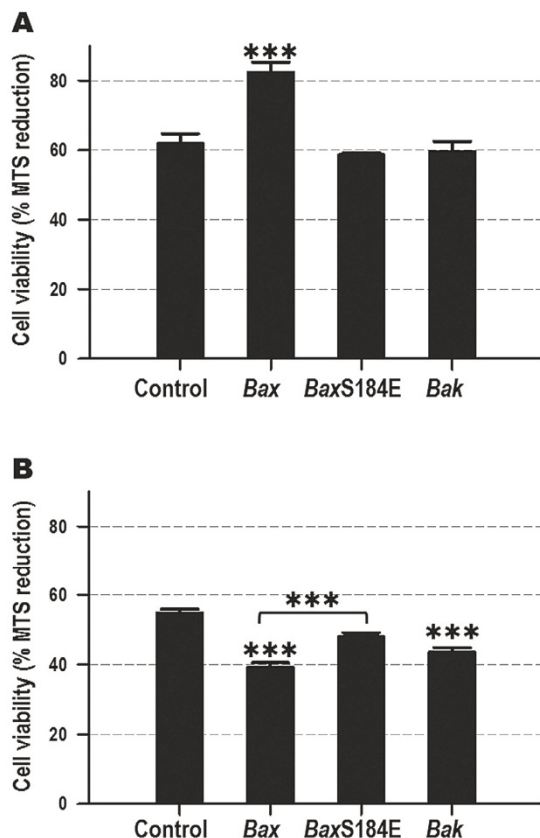 A
Cell viability (% MTS reduction)
80
60
40
20
0
***
Control Bax BaxS184E Bak
B
Cell viability (% MTS reduction)
80
60
40
20
0
***
*** ***
Control Bax BaxS184E Bak